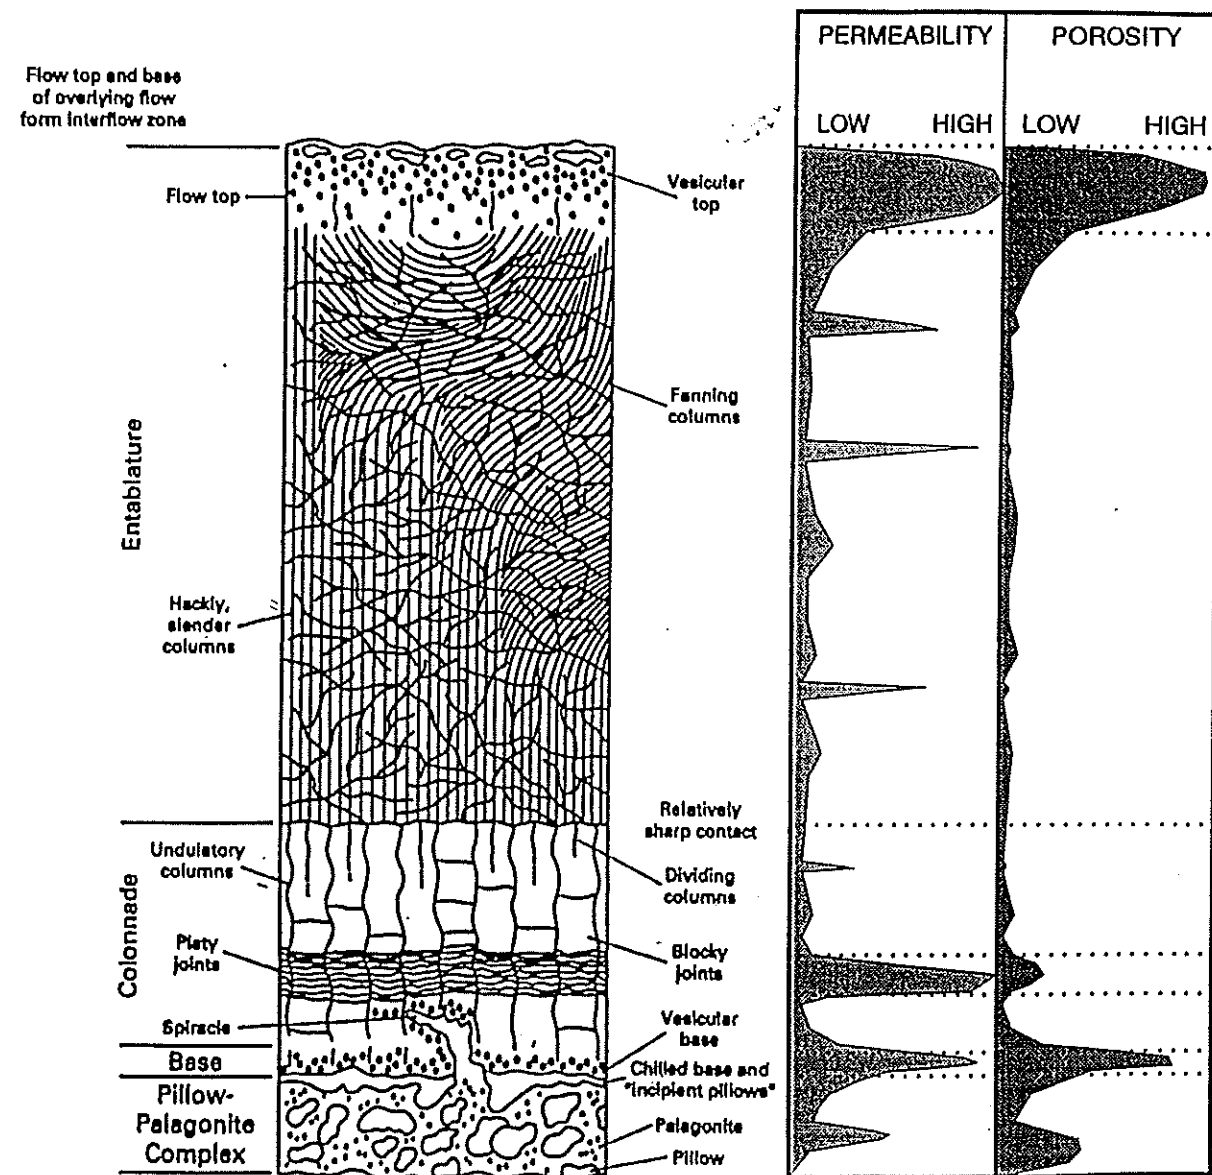 PERMEABILITY
POROSITY
LOW
HIGH
LOW
HIGH
Flow top and base
of overlying flow
form interflow zone
Flow top
Vesicular
top
Entablature
Fanning
columns
Hackly,
slender
columns
Relatively
sharp contact
Undulatory
columns
Dividing
columns
Colonnade
Platy
joints
Blocky
joints
Spiracle
Vesicular
base
Base
Chilled base and
"incipient pillows"
Pillow-
Palagonite
Complex
Palagonite
Pillow